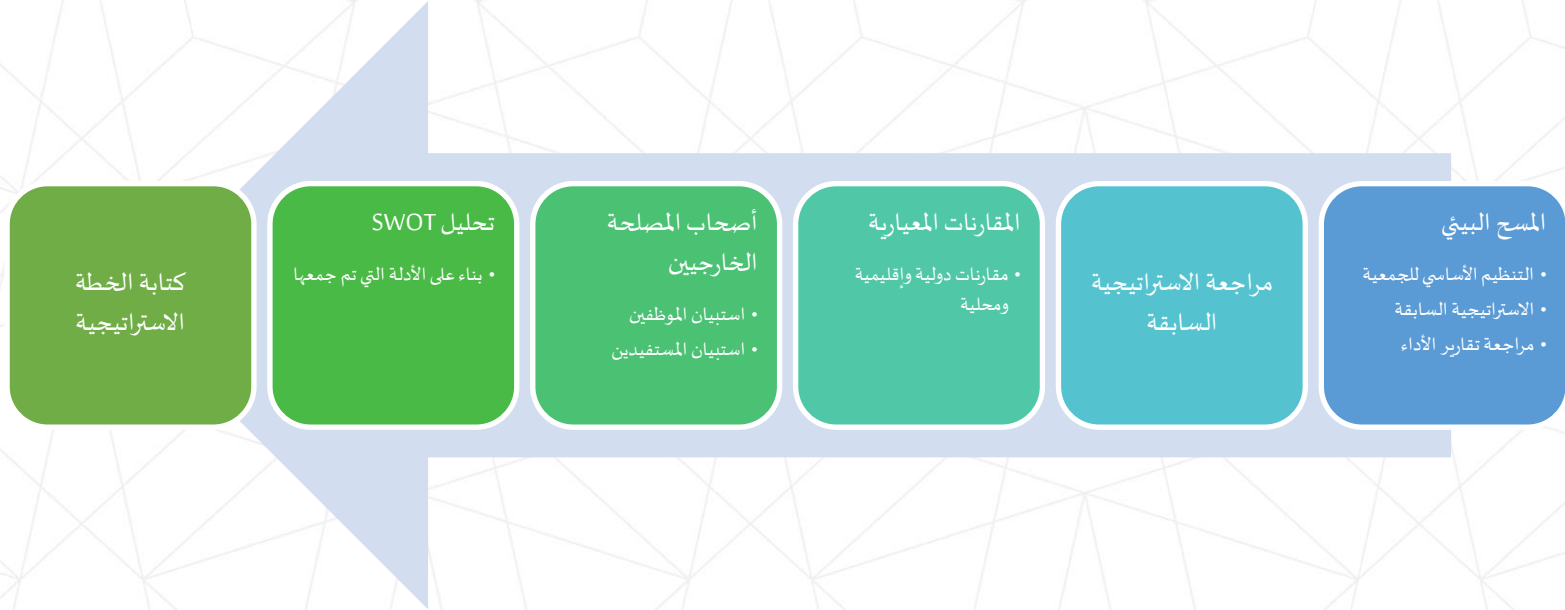 المسح البيئي
• التنظيم الأساسي للجمعية
• الاستراتيجية السابقة
• مراجعة تقارير الأداء
مراجعة الاستراتيجية
السابقة
المقارنات المعيارية
• مقارنات دولية وإقليمية
ومحلية
أصحاب المصلحة
الخارجيين
• استبيان الموظفين
• استبيان المستفيدين
تحليل SWOT
• بناء على الأدلة التي تم جمعها
كتابة الخطة
الاستراتيجية